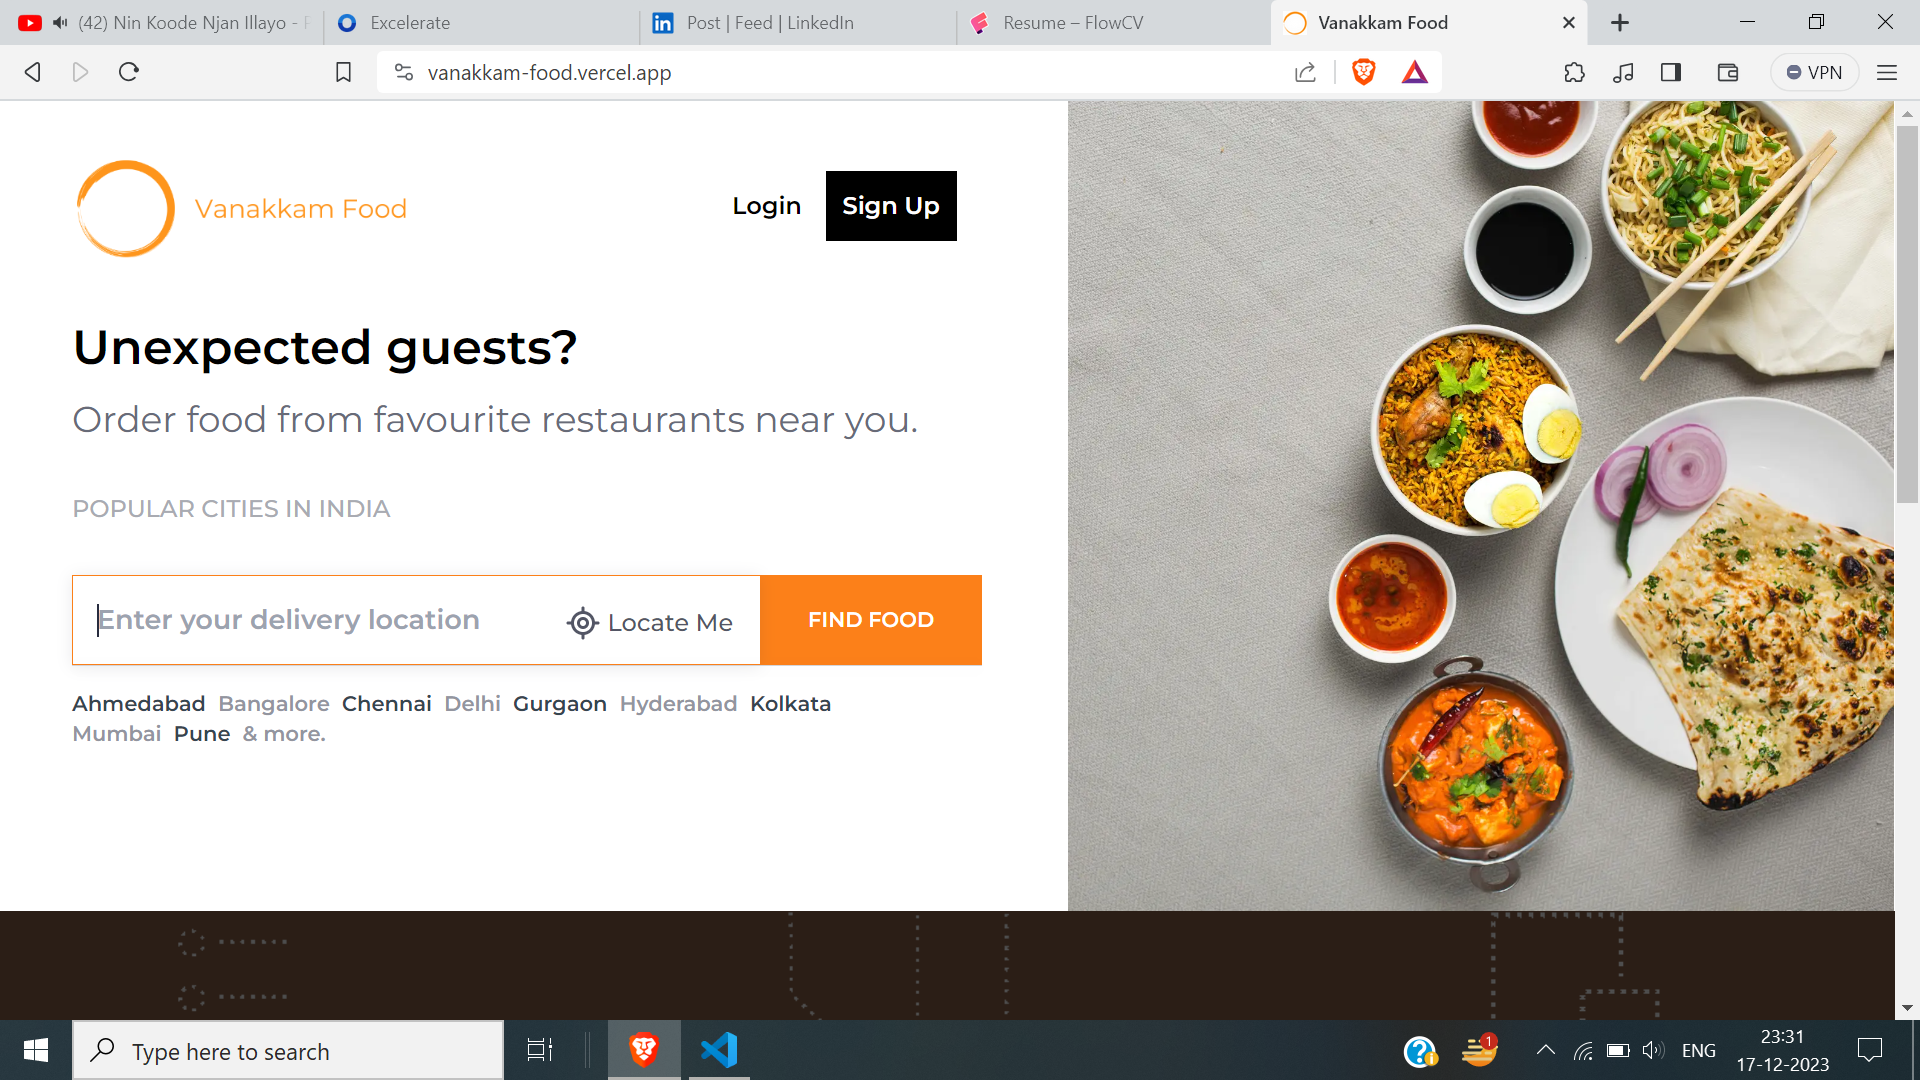 (42) Nin Koode Njan Illayo -
Excelerate
Post | Feed | LinkedIn
Resume – FlowCV
Vanakkam Food
vanakkam-food.vercel.app
VPN
Vanakkam Food
Login
Sign Up
Unexpected guests?
Order food from favourite restaurants near you.
POPULAR CITIES IN INDIA
Enter your delivery location
Locate Me
FIND FOOD
Ahmedabad Bangalore Chennai Delhi Gurgaon Hyderabad Kolkata
Mumbai Pune & more.
Type here to search
1
ENG
23:31
17-12-2023